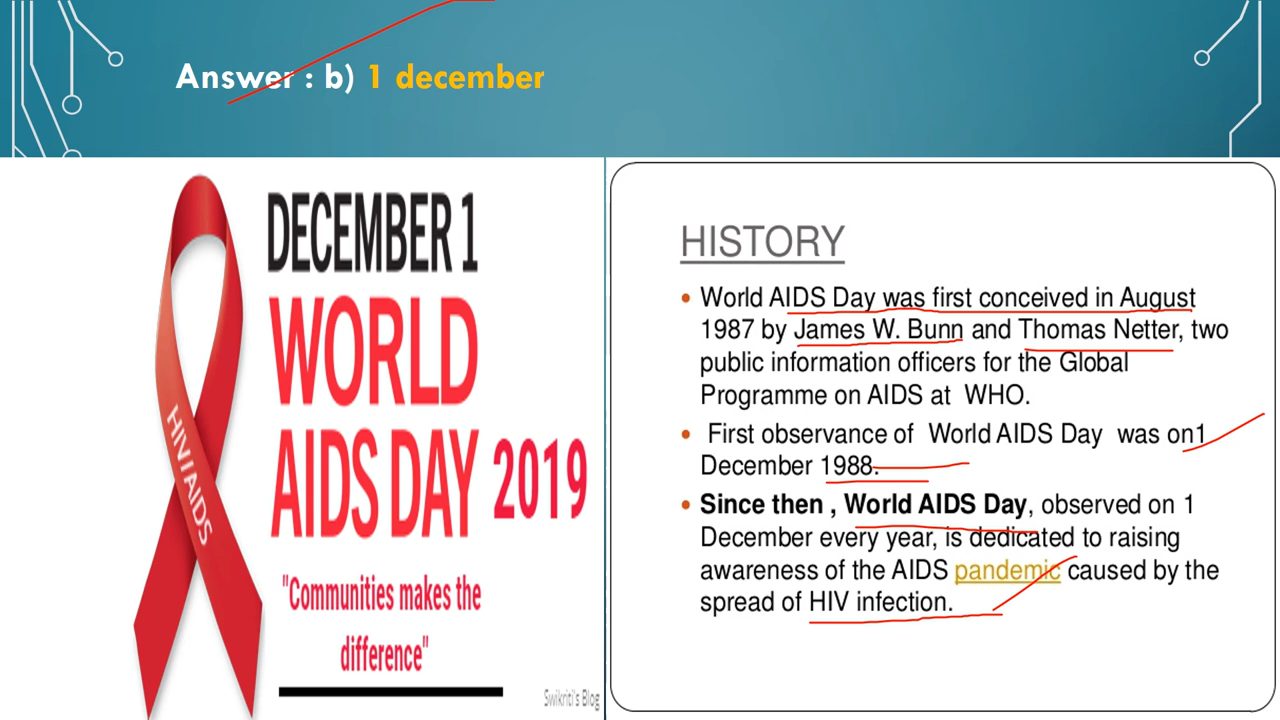 Answer : b) 1 december
DECEMBER 1
WORLD
AIDS DAY 2019
"Communities makes the
difference"
HIV/AIDS
Swikriti's Blog
HISTORY
• World AIDS Day was first conceived in August
1987 by James W. Bunn and Thomas Netter, two
public information officers for the Global
Programme on AIDS at WHO.
• First observance of World AIDS Day was on1
December 1988.
• Since then , World AIDS Day, observed on 1
December every year, is dedicated to raising
awareness of the AIDS pandemic caused by the
spread of HIV infection.